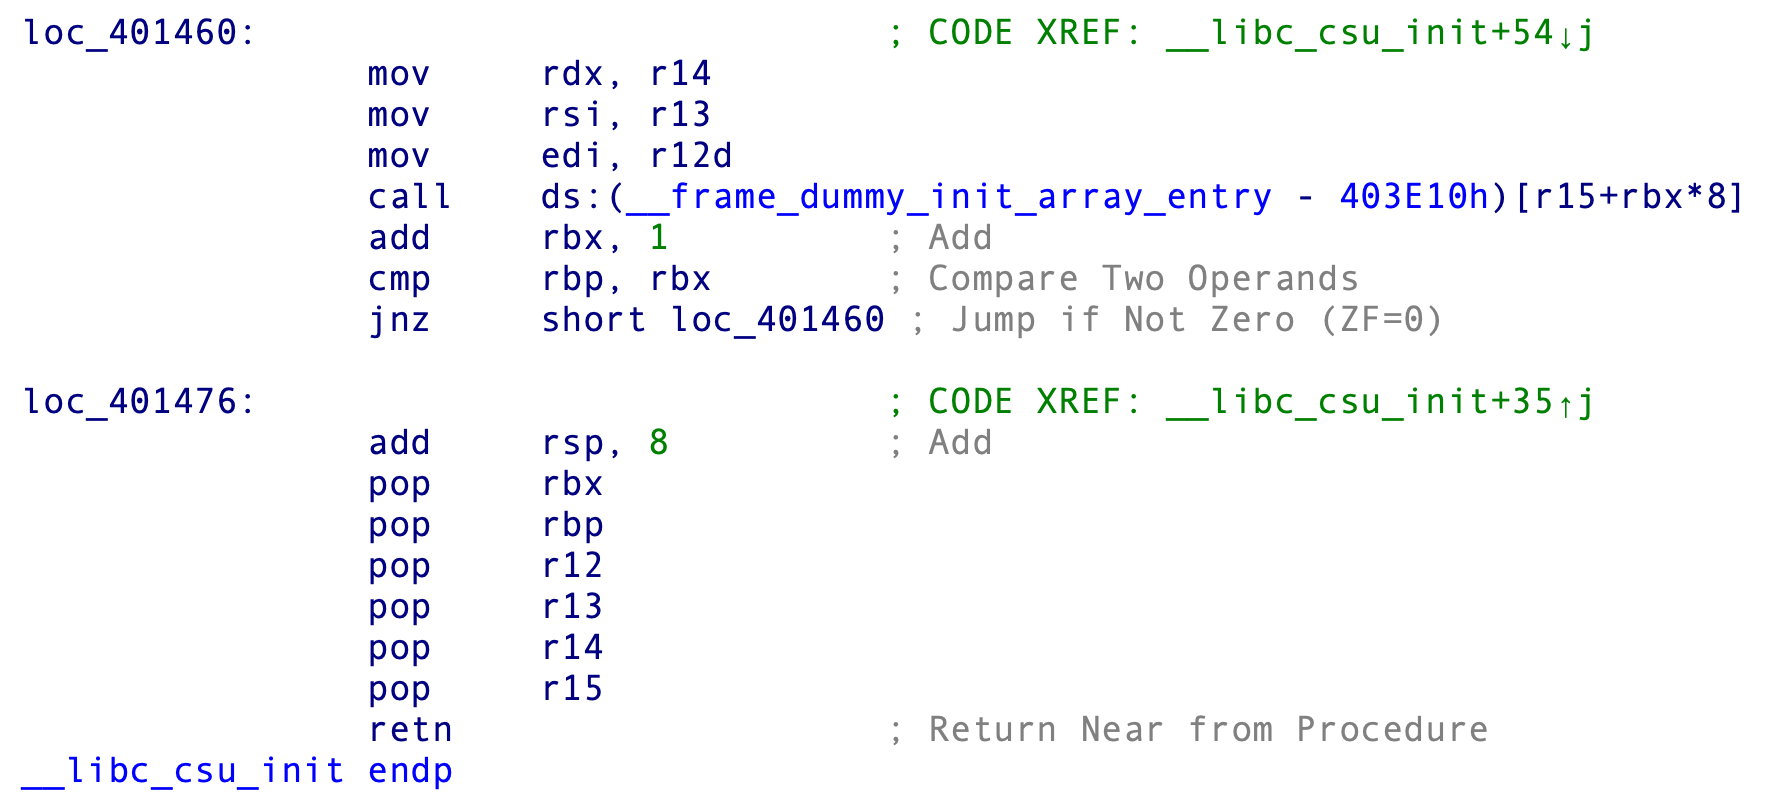 loc_401460: ; CODE XREF: __libc_csu_init+54↓j
mov rdx, r14
mov rsi, r13
mov edi, r12d
call ds:(__frame_dummy_init_array_entry - 403E10h)[r15+rbx*8]
add rbx, 1 ; Add
cmp rbp, rbx ; Compare Two Operands
jnz short loc_401460 ; Jump if Not Zero (ZF=0)
loc_401476: ; CODE XREF: __libc_csu_init+35↑j
add rsp, 8 ; Add
pop rbx
pop rbp
pop r12
pop r13
pop r14
pop r15
retn ; Return Near from Procedure
__libc_csu_init endp